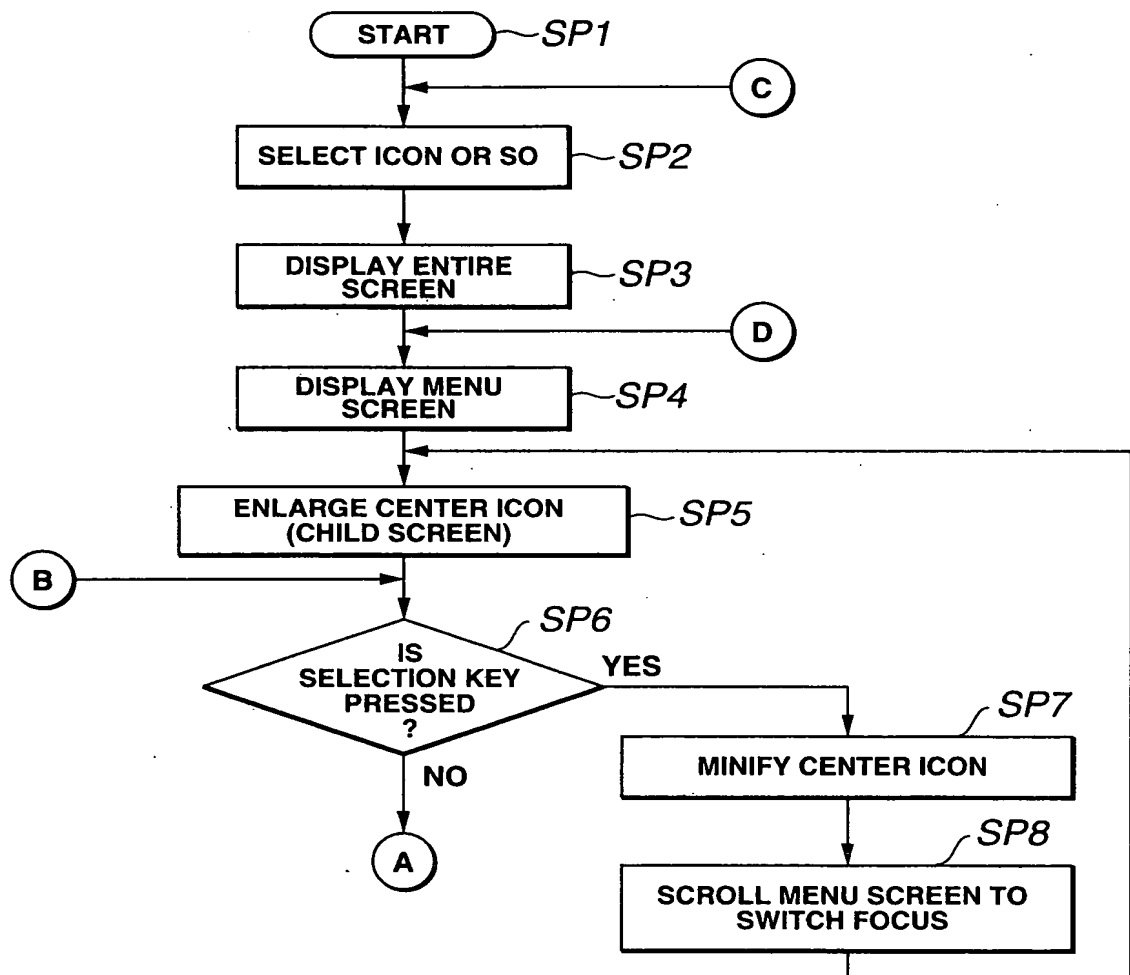 START
SP1
C
SELECT ICON OR SO
SP2
DISPLAY ENTIRE
SCREEN
SP3
D
DISPLAY MENU
SCREEN
SP4
ENLARGE CENTER ICON
(CHILD SCREEN)
SP5
B
SP6
IS
SELECTION KEY
PRESSED
?
YES
SP7
MINIFY CENTER ICON
NO
SP8
A
SCROLL MENU SCREEN TO
SWITCH FOCUS